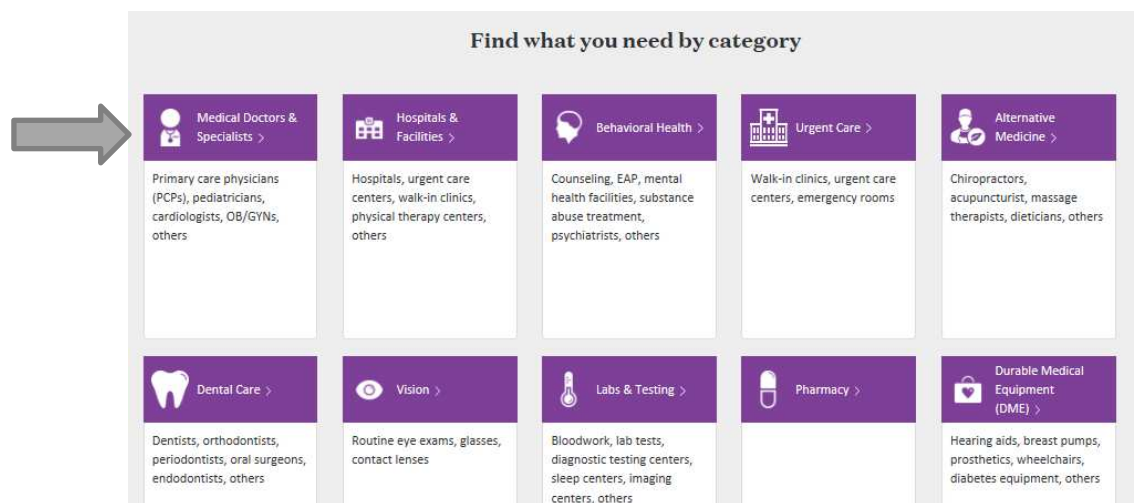 Find what you need by category
Medical Doctors &
Specialists >
Primary care physicians
(PCPs), pediatricians,
cardiologists, OB/GYNs,
others
Hospitals &
Facilities >
Hospitals, urgent care
centers, walk-in clinics,
physical therapy centers,
others
Behavioral Health >
Counseling, EAP, mental
health facilities, substance
abuse treatment,
psychiatrists, others
Urgent Care >
Walk-in clinics, urgent care
centers, emergency rooms
Alternative
Medicine >
Chiropractors,
acupuncturist, massage
therapists, dieticians, others
Dental Care >
Dentists, orthodontists,
periodontists, oral surgeons,
endodontists, others
Vision >
Routine eye exams, glasses,
contact lenses
Labs & Testing >
Bloodwork, lab tests,
diagnostic testing centers,
sleep centers, imaging
centers, others
Pharmacy >
Durable Medical
Equipment
(DME) >
Hearing aids, breast pumps,
prosthetics, wheelchairs,
diabetes equipment, others